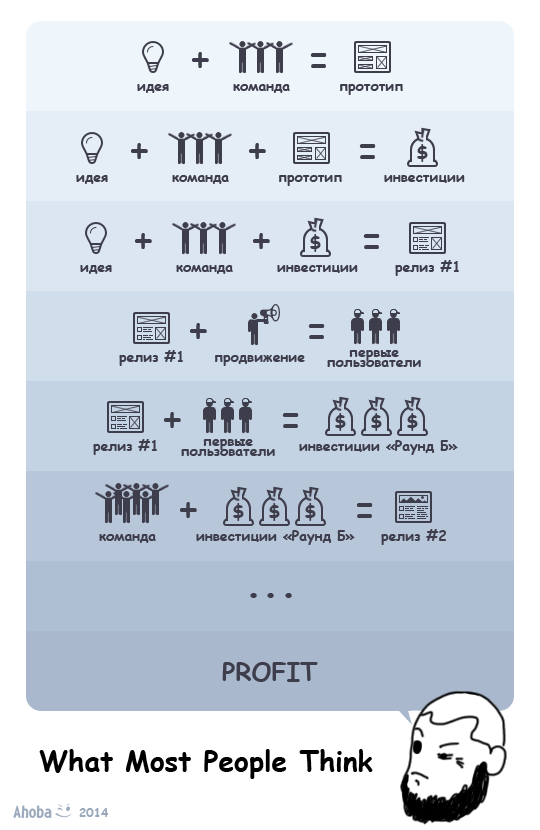 идея + команда = прототип
идея + команда + прототип = $ инвестиции
идея + команда + $ инвестиции = релиз #1
релиз #1 + продвижение = первые
пользователи
релиз #1 + первые
пользователи = $ $ $ инвестиции «Раунд Б»
команда + $ $ $ инвестиции «Раунд Б» = релиз #2
...
PROFIT
What Most People Think
Ahoba 2014